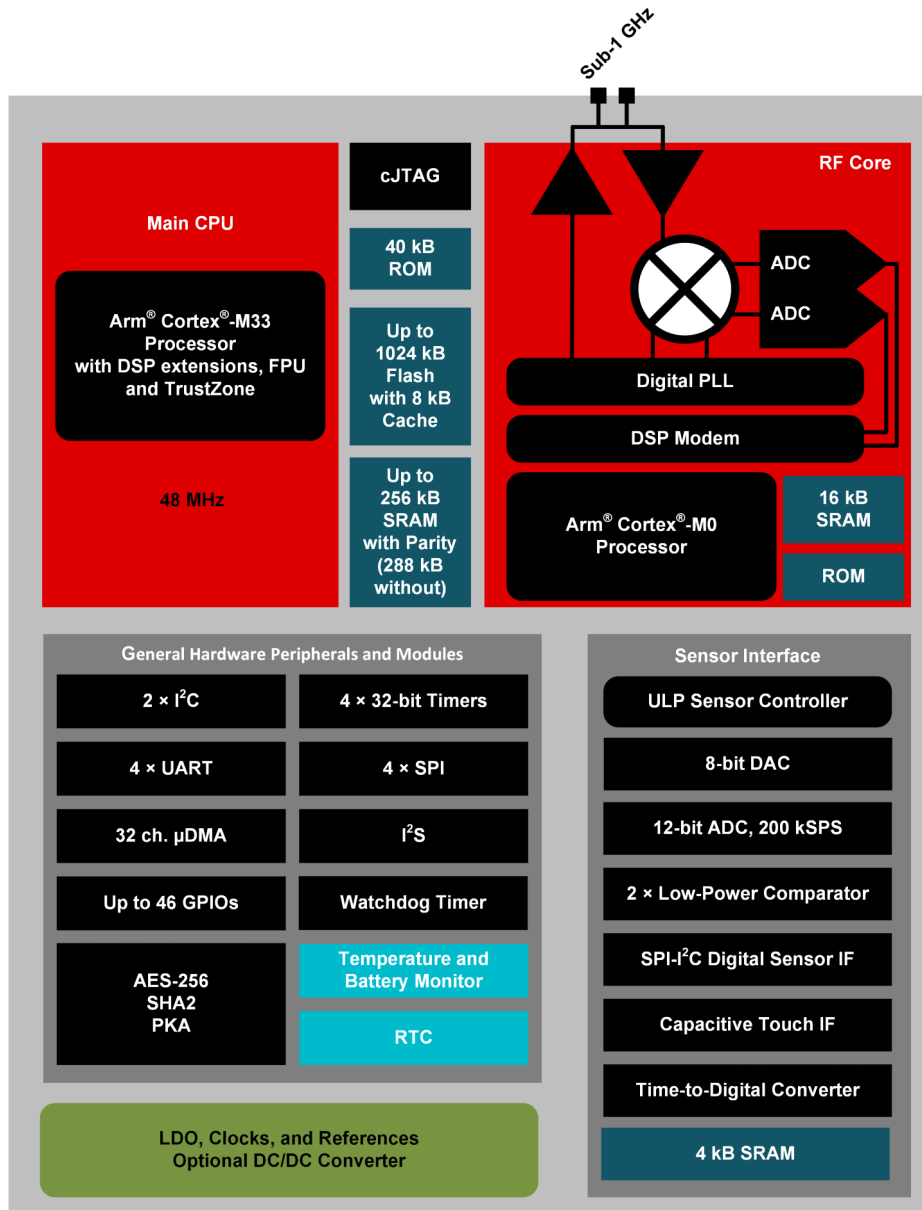 Sub-1 GHz
Main CPU
Arm® Cortex®-M33
Processor
with DSP extensions, FPU
and TrustZone
48 MHz
cJTAG
40 kB
ROM
Up to
1024 kB
Flash
with 8 kB
Cache
Up to
256 kB
SRAM
with Parity
(288 kB
without)
RF Core
ADC
ADC
Digital PLL
DSP Modem
Arm® Cortex®-M0
Processor
16 kB
SRAM
ROM
General Hardware Peripherals and Modules
2 × I²C
4 × 32-bit Timers
4 × UART
4 × SPI
32 ch. µDMA
I²S
Up to 46 GPIOs
Watchdog Timer
AES-256
SHA2
PKA
Temperature and
Battery Monitor
RTC
LDO, Clocks, and References
Optional DC/DC Converter
Sensor Interface
ULP Sensor Controller
8-bit DAC
12-bit ADC, 200 kSPS
2 × Low-Power Comparator
SPI-I²C Digital Sensor IF
Capacitive Touch IF
Time-to-Digital Converter
4 kB SRAM